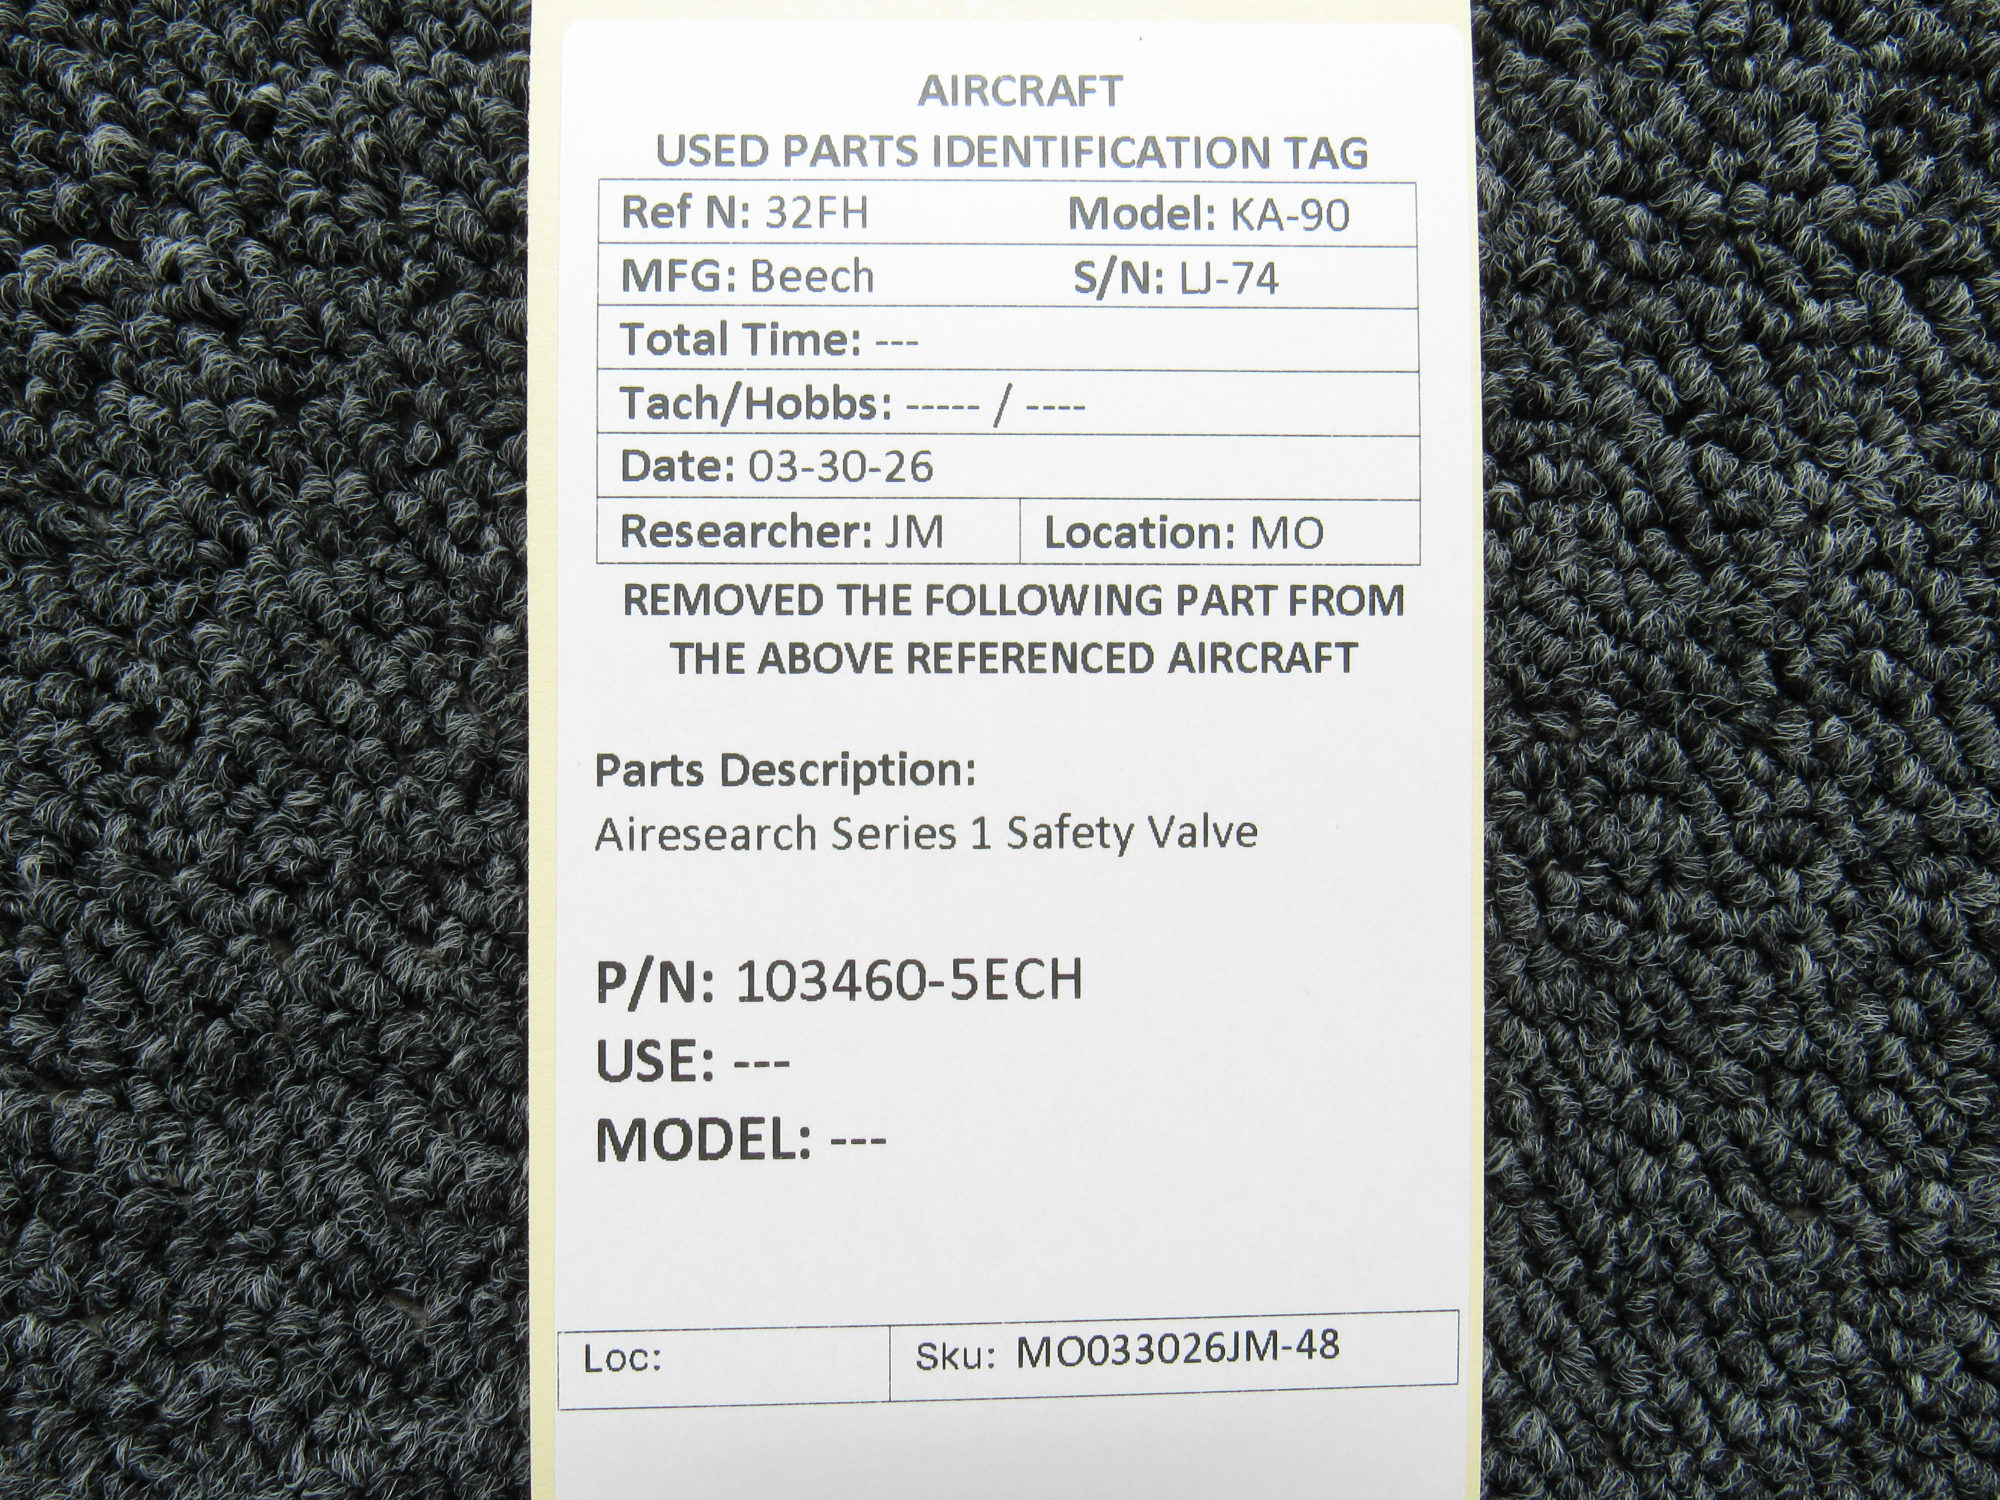 AIRCRAFT
USED PARTS IDENTIFICATION TAG
Ref N: 32FH Model: KA-90
MFG: Beech S/N: LJ-74
Total Time: ---
Tach/Hobbs: ----- / ----
Date: 03-30-26
Researcher: JM Location: MO
REMOVED THE FOLLOWING PART FROM
THE ABOVE REFERENCED AIRCRAFT
Parts Description:
Airesearch Series 1 Safety Valve
P/N: 103460-5ECH
USE: ---
MODEL: ---
Loc: Sku: MO033026JM-48